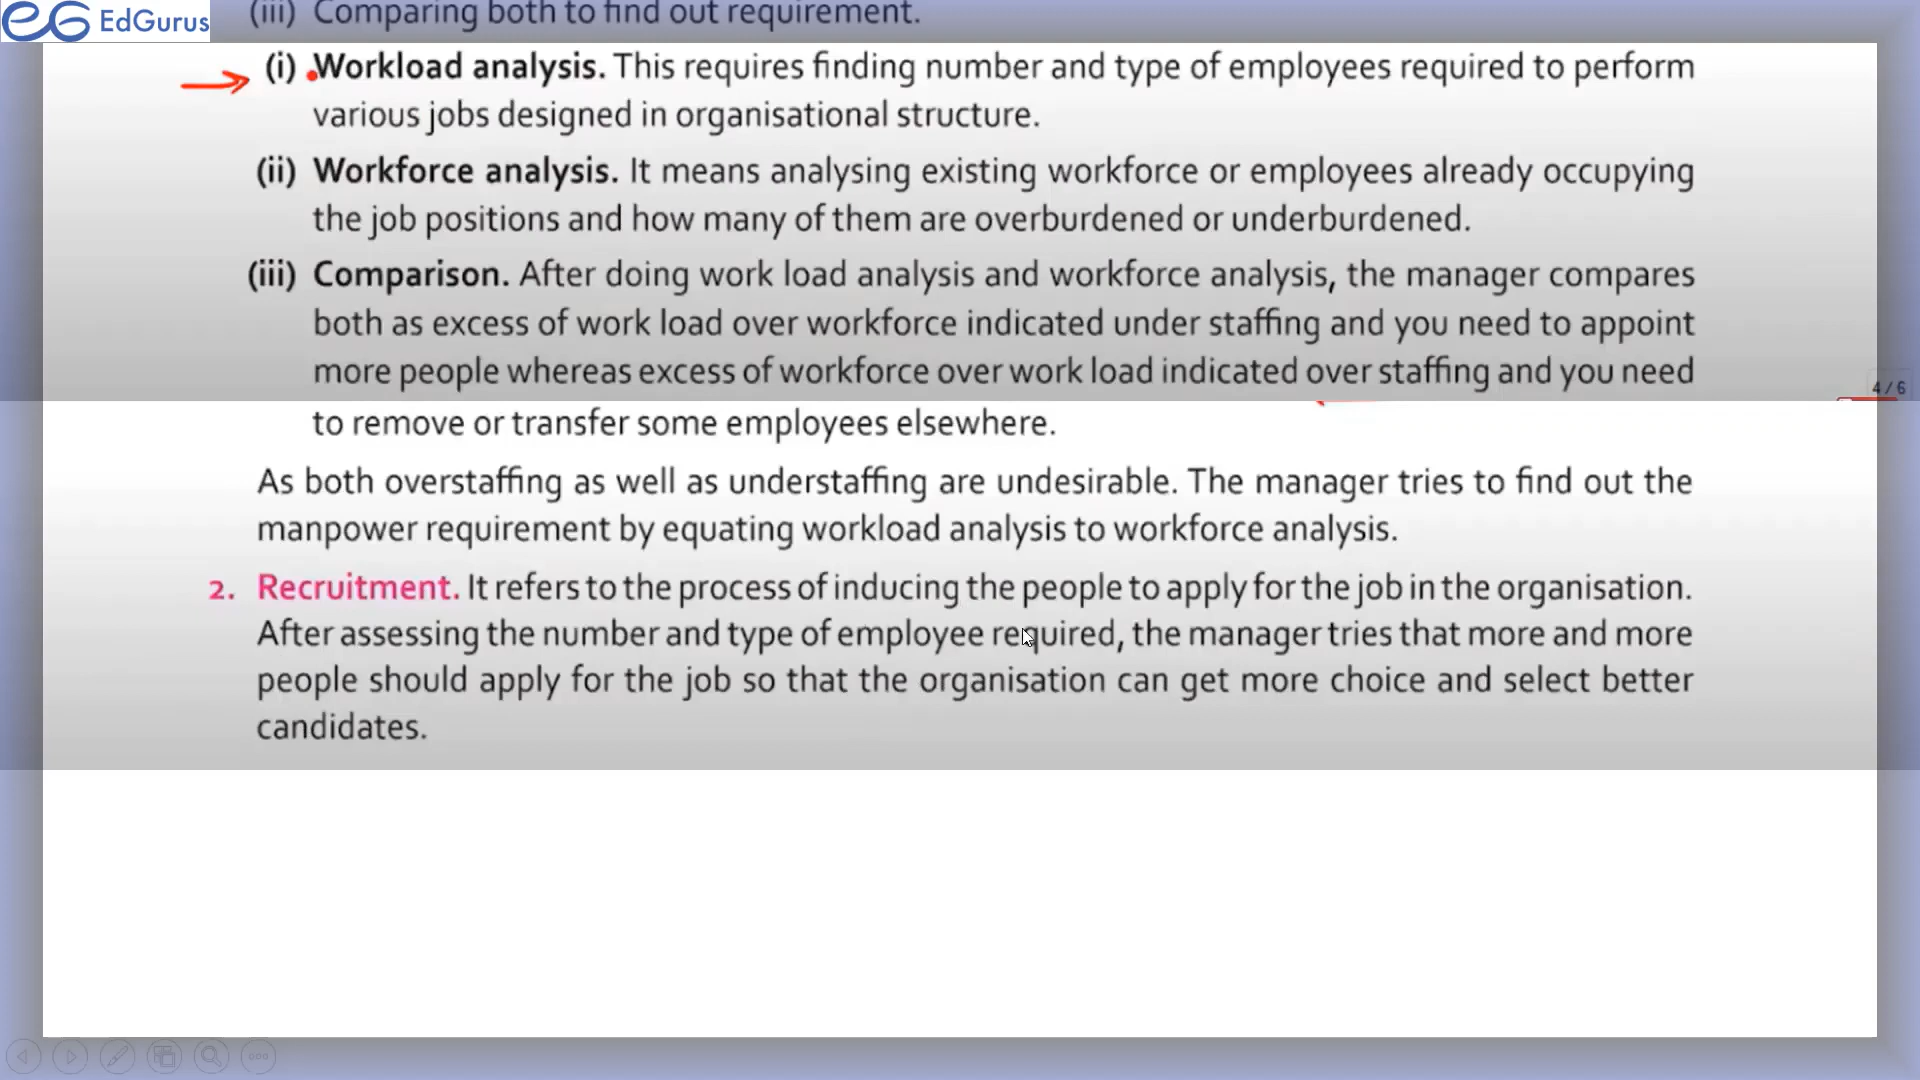 EdGurus
(iii) Comparing both to find out requirement.
(i) Workload analysis. This requires finding number and type of employees required to perform
various jobs designed in organisational structure.
(ii) Workforce analysis. It means analysing existing workforce or employees already occupying
the job positions and how many of them are overburdened or underburdened.
(iii) Comparison. After doing work load analysis and workforce analysis, the manager compares
both as excess of work load over workforce indicated under staffing and you need to appoint
more people whereas excess of workforce over work load indicated over staffing and you need
4/6
to remove or transfer some employees elsewhere.
As both overstaffing as well as understaffing are undesirable. The manager tries to find out the
manpower requirement by equating workload analysis to workforce analysis.
2. Recruitment. It refers to the process of inducing the people to apply for the job in the organisation.
After assessing the number and type of employee required, the manager tries that more and more
people should apply for the job so that the organisation can get more choice and select better
candidates.